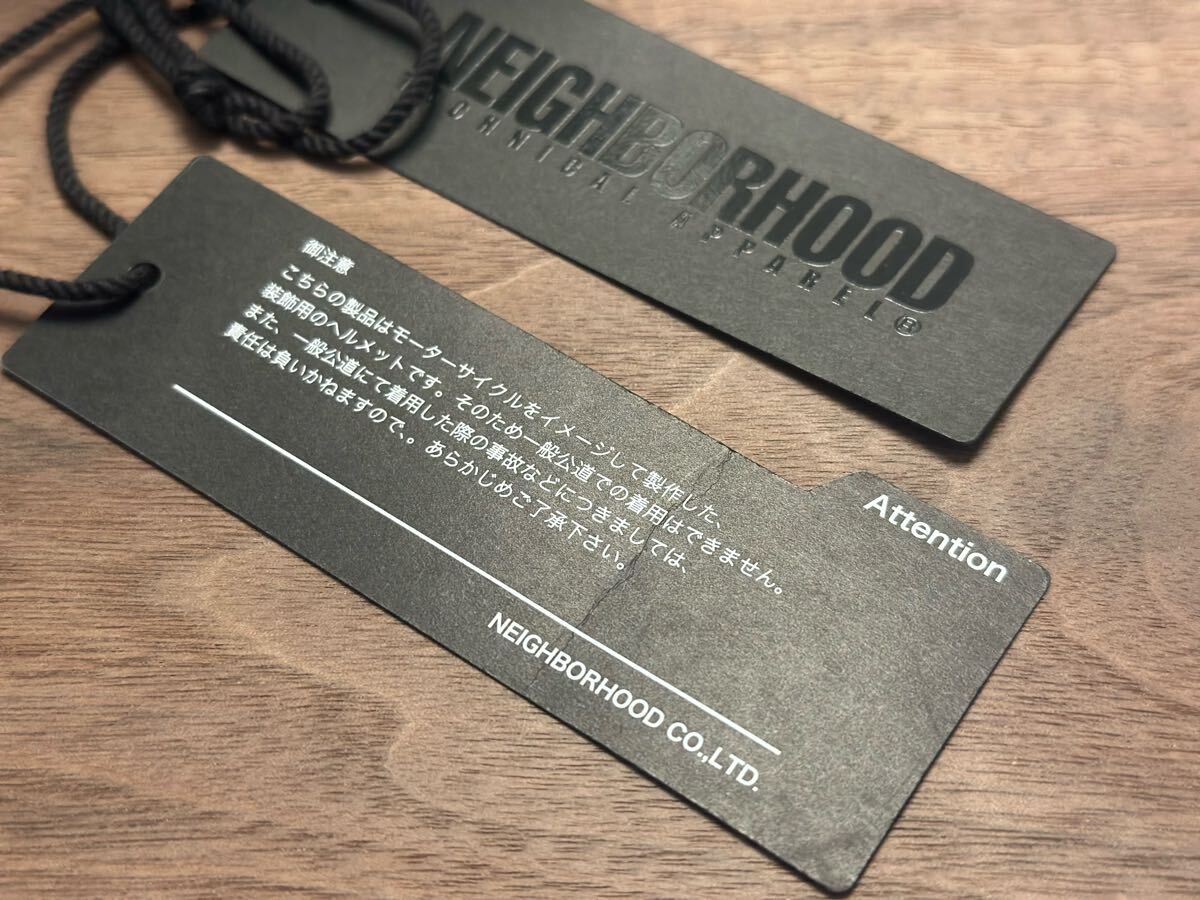 NEIGHBORHOOD
TECHNICAL APPAREL®
Attention
御注意
こちらの製品はモーターサイクルをイメージして製作した、
装飾用のヘルメットです。そのため一般公道での着用はできません。
また、一般公道にて着用した際の事故などにつきましては、
責任は負いかねますので、。あらかじめご了承下さい。
NEIGHBORHOOD CO.,LTD.